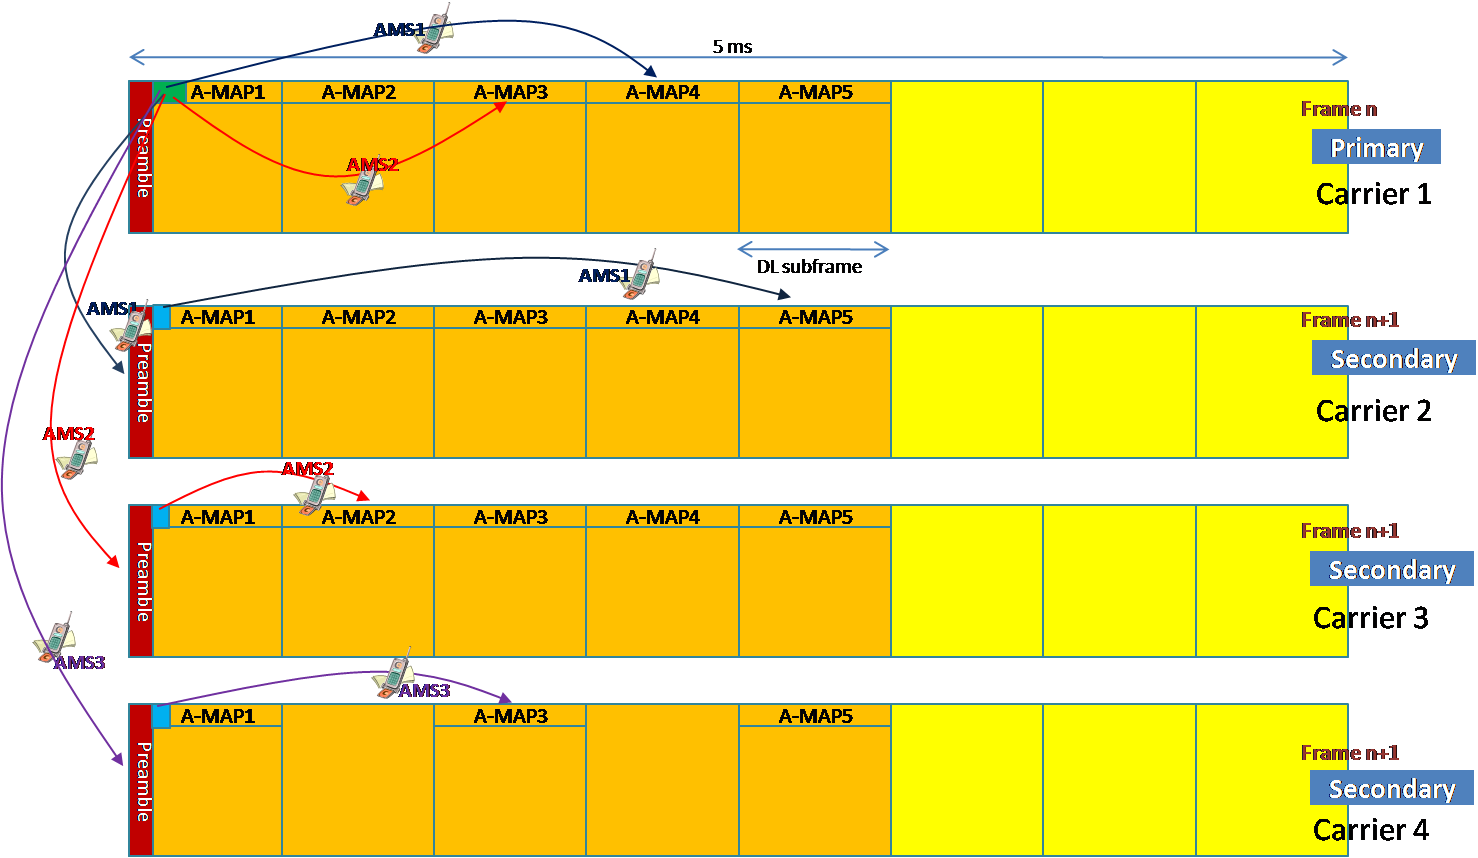 AMS1
5 ms
A-MAP1 A-MAP2 A-MAP3 A-MAP4 A-MAP5
Frame n
Preamble
Primary
AMS2
Carrier 1
DL subframe
AMS1
AMS1
A-MAP1 A-MAP2 A-MAP3 A-MAP4 A-MAP5
Frame n+1
Preamble
Secondary
Carrier 2
AMS2
AMS2
A-MAP1 A-MAP2 A-MAP3 A-MAP4 A-MAP5
Frame n+1
Preamble
Secondary
Carrier 3
AMS3
AMS3
A-MAP1 A-MAP3 A-MAP5
Frame n+1
Preamble
Secondary
Carrier 4